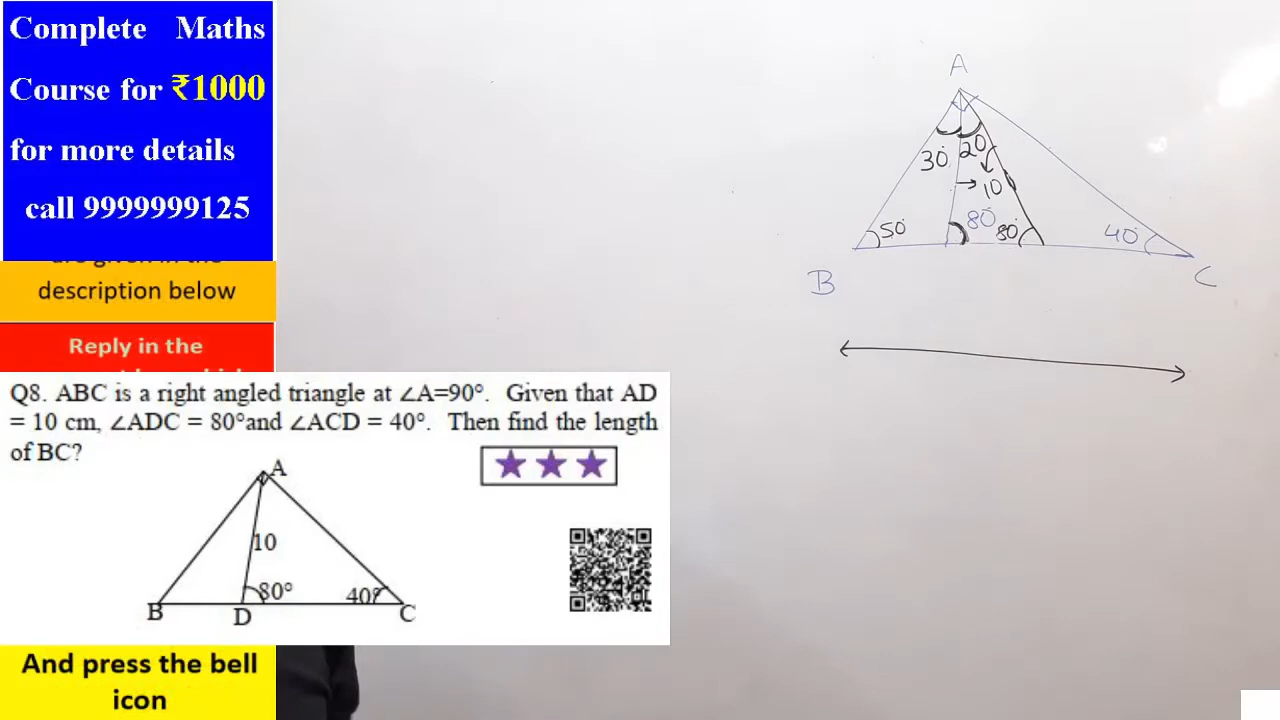 Complete Maths
Course for ₹1000
for more details
call 9999999125
description below
Reply in the
Q8. ABC is a right angled triangle at ∠A=90°. Given that AD
= 10 cm, ∠ADC = 80°and ∠ACD = 40°. Then find the length
of BC?
A
10
80°
40°
B
D
C
And press the bell
icon
A
30°
20°
10
50°
80°
80°
40°
B
C